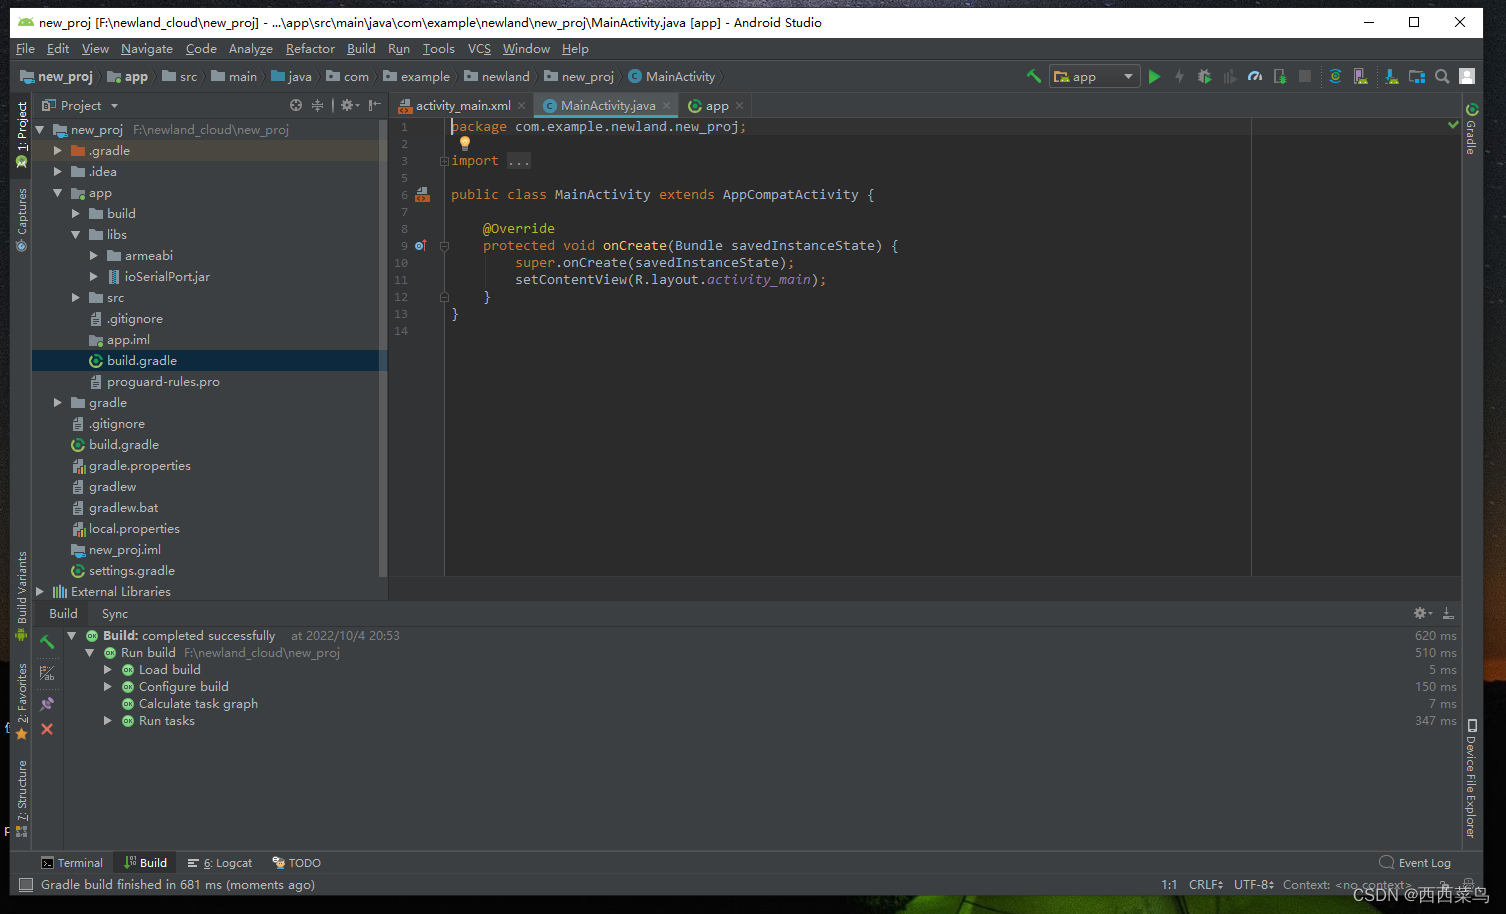 new_proj [F:\newland_cloud\new_proj] - ...\app\src\main\java\com\example\newland\new_proj\MainActivity.java [app] - Android Studio
File Edit View Navigate Code Analyze Refactor Build Run Tools VCS Window Help
new_proj app src main java com example newland new_proj MainActivity app
1: Project
Captures
Build Variants
2: Favorites
7: Structure
Project
new_proj F:\newland_cloud\new_proj
.gradle
.idea
app
build
libs
armeabi
ioSerialPort.jar
src
.gitignore
app.iml
build.gradle
proguard-rules.pro
gradle
.gitignore
build.gradle
gradle.properties
gradlew
gradlew.bat
local.properties
new_proj.iml
settings.gradle
External Libraries
activity_main.xml MainActivity.java app
1 package com.example.newland.new_proj;
2
3 import ...
5
6 public class MainActivity extends AppCompatActivity {
7
8 @Override
9 protected void onCreate(Bundle savedInstanceState) {
10 super.onCreate(savedInstanceState);
11 setContentView(R.layout.activity_main);
12 }
13 }
14
Gradle
Device File Explorer
Build Sync
Build: completed successfully at 2022/10/4 20:53 620 ms
Run build F:\newland_cloud\new_proj 510 ms
Load build 5 ms
Configure build 150 ms
Calculate task graph 7 ms
Run tasks 347 ms
Terminal Build 6: Logcat TODO Event Log
Gradle build finished in 681 ms (moments ago) 1:1 CRLF UTF-8 Context: <no context>
CSDN @西西菜鸟